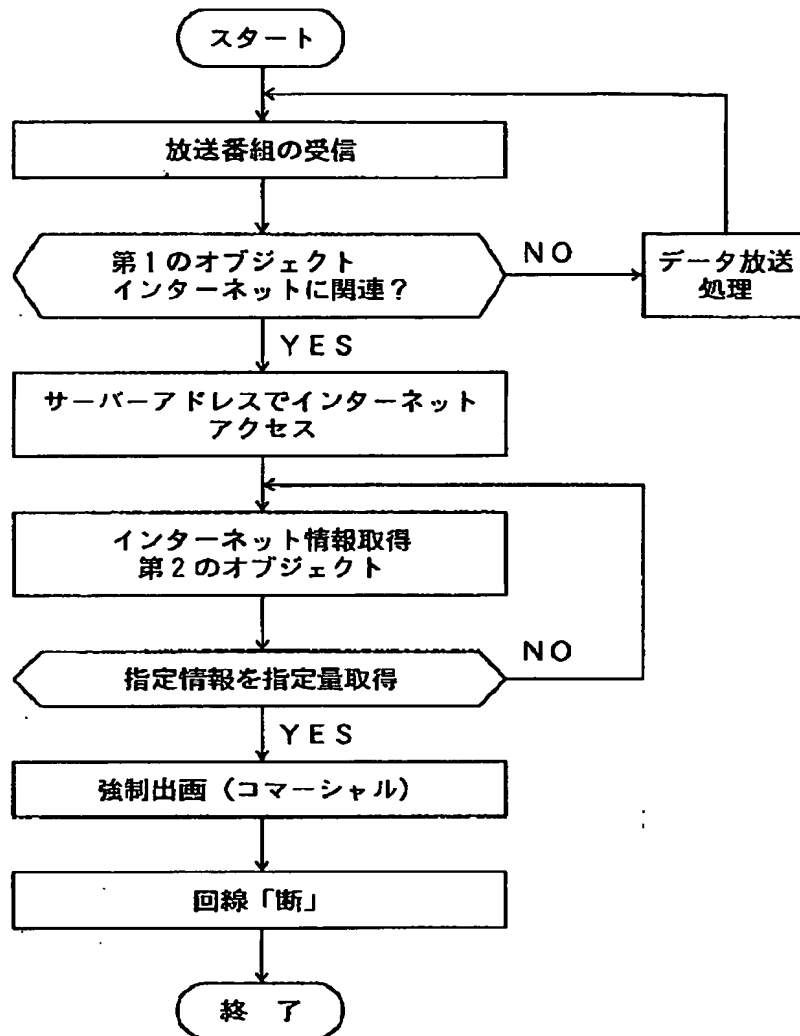 スタート
放送番組の受信
第1のオブジェクト
インターネットに関連?
NO
データ放送
処理
YES
サーバーアドレスでインターネット
アクセス
インターネット情報取得
第2のオブジェクト
指定情報を指定量取得
NO
YES
強制出画(コマーシャル)
回線「断」
終 了